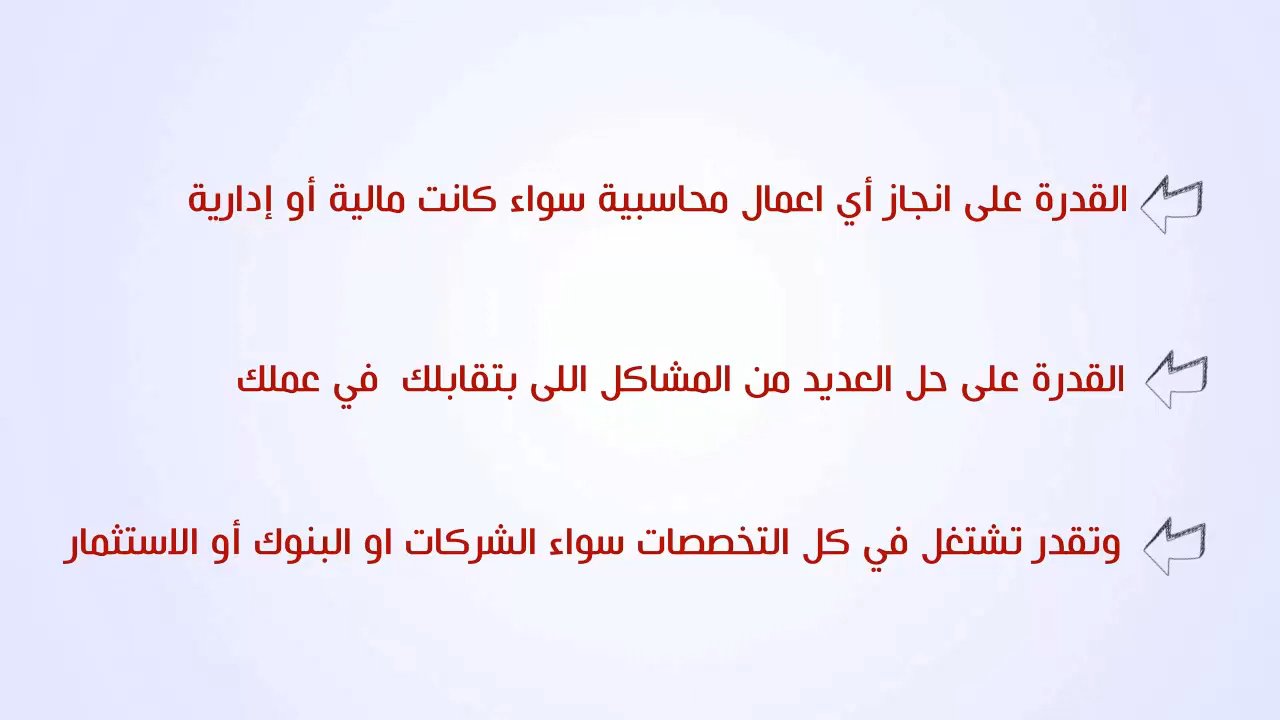 القدرة على انجاز أي اعمال محاسبية سواء كانت مالية أو إدارية
القدرة على حل العديد من المشاكل اللى بتقابلك في عملك
وتقدر تشتغل في كل التخصصات سواء الشركات او البنوك أو الاستثمار